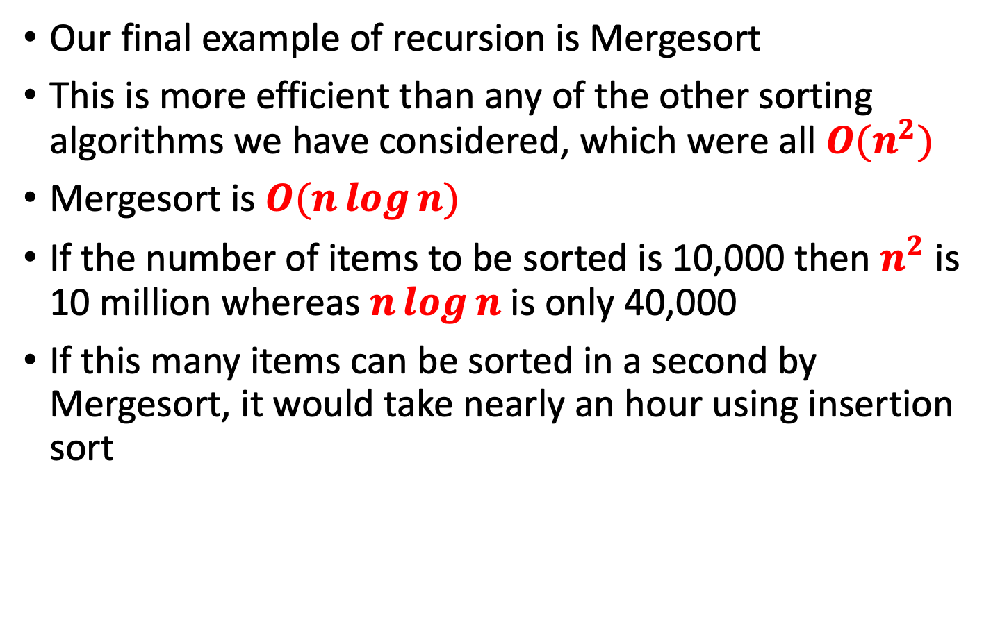 • Our final example of recursion is Mergesort
• This is more efficient than any of the other sorting
algorithms we have considered, which were all O(n²)
• Mergesort is O(n log n)
• If the number of items to be sorted is 10,000 then n² is
10 million whereas n log n is only 40,000
• If this many items can be sorted in a second by
Mergesort, it would take nearly an hour using insertion
sort